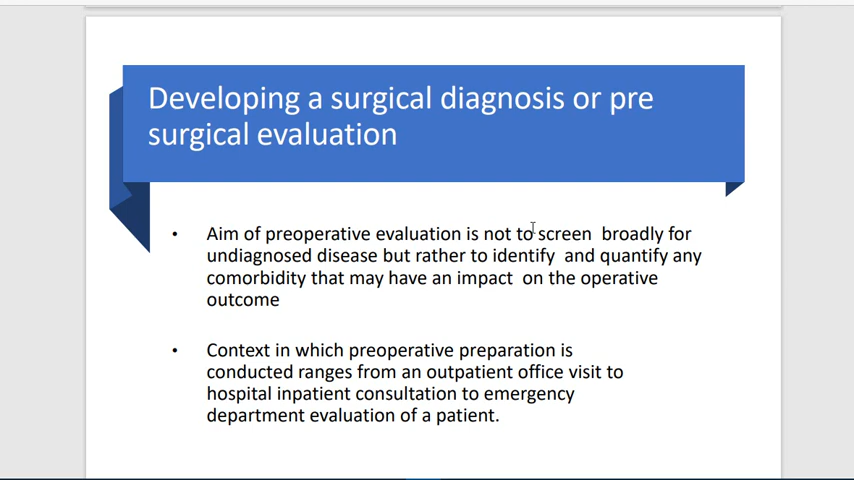 Developing a surgical diagnosis or pre
surgical evaluation
• Aim of preoperative evaluation is not to screen broadly for
undiagnosed disease but rather to identify and quantify any
comorbidity that may have an impact on the operative
outcome
• Context in which preoperative preparation is
conducted ranges from an outpatient office visit to
hospital inpatient consultation to emergency
department evaluation of a patient.